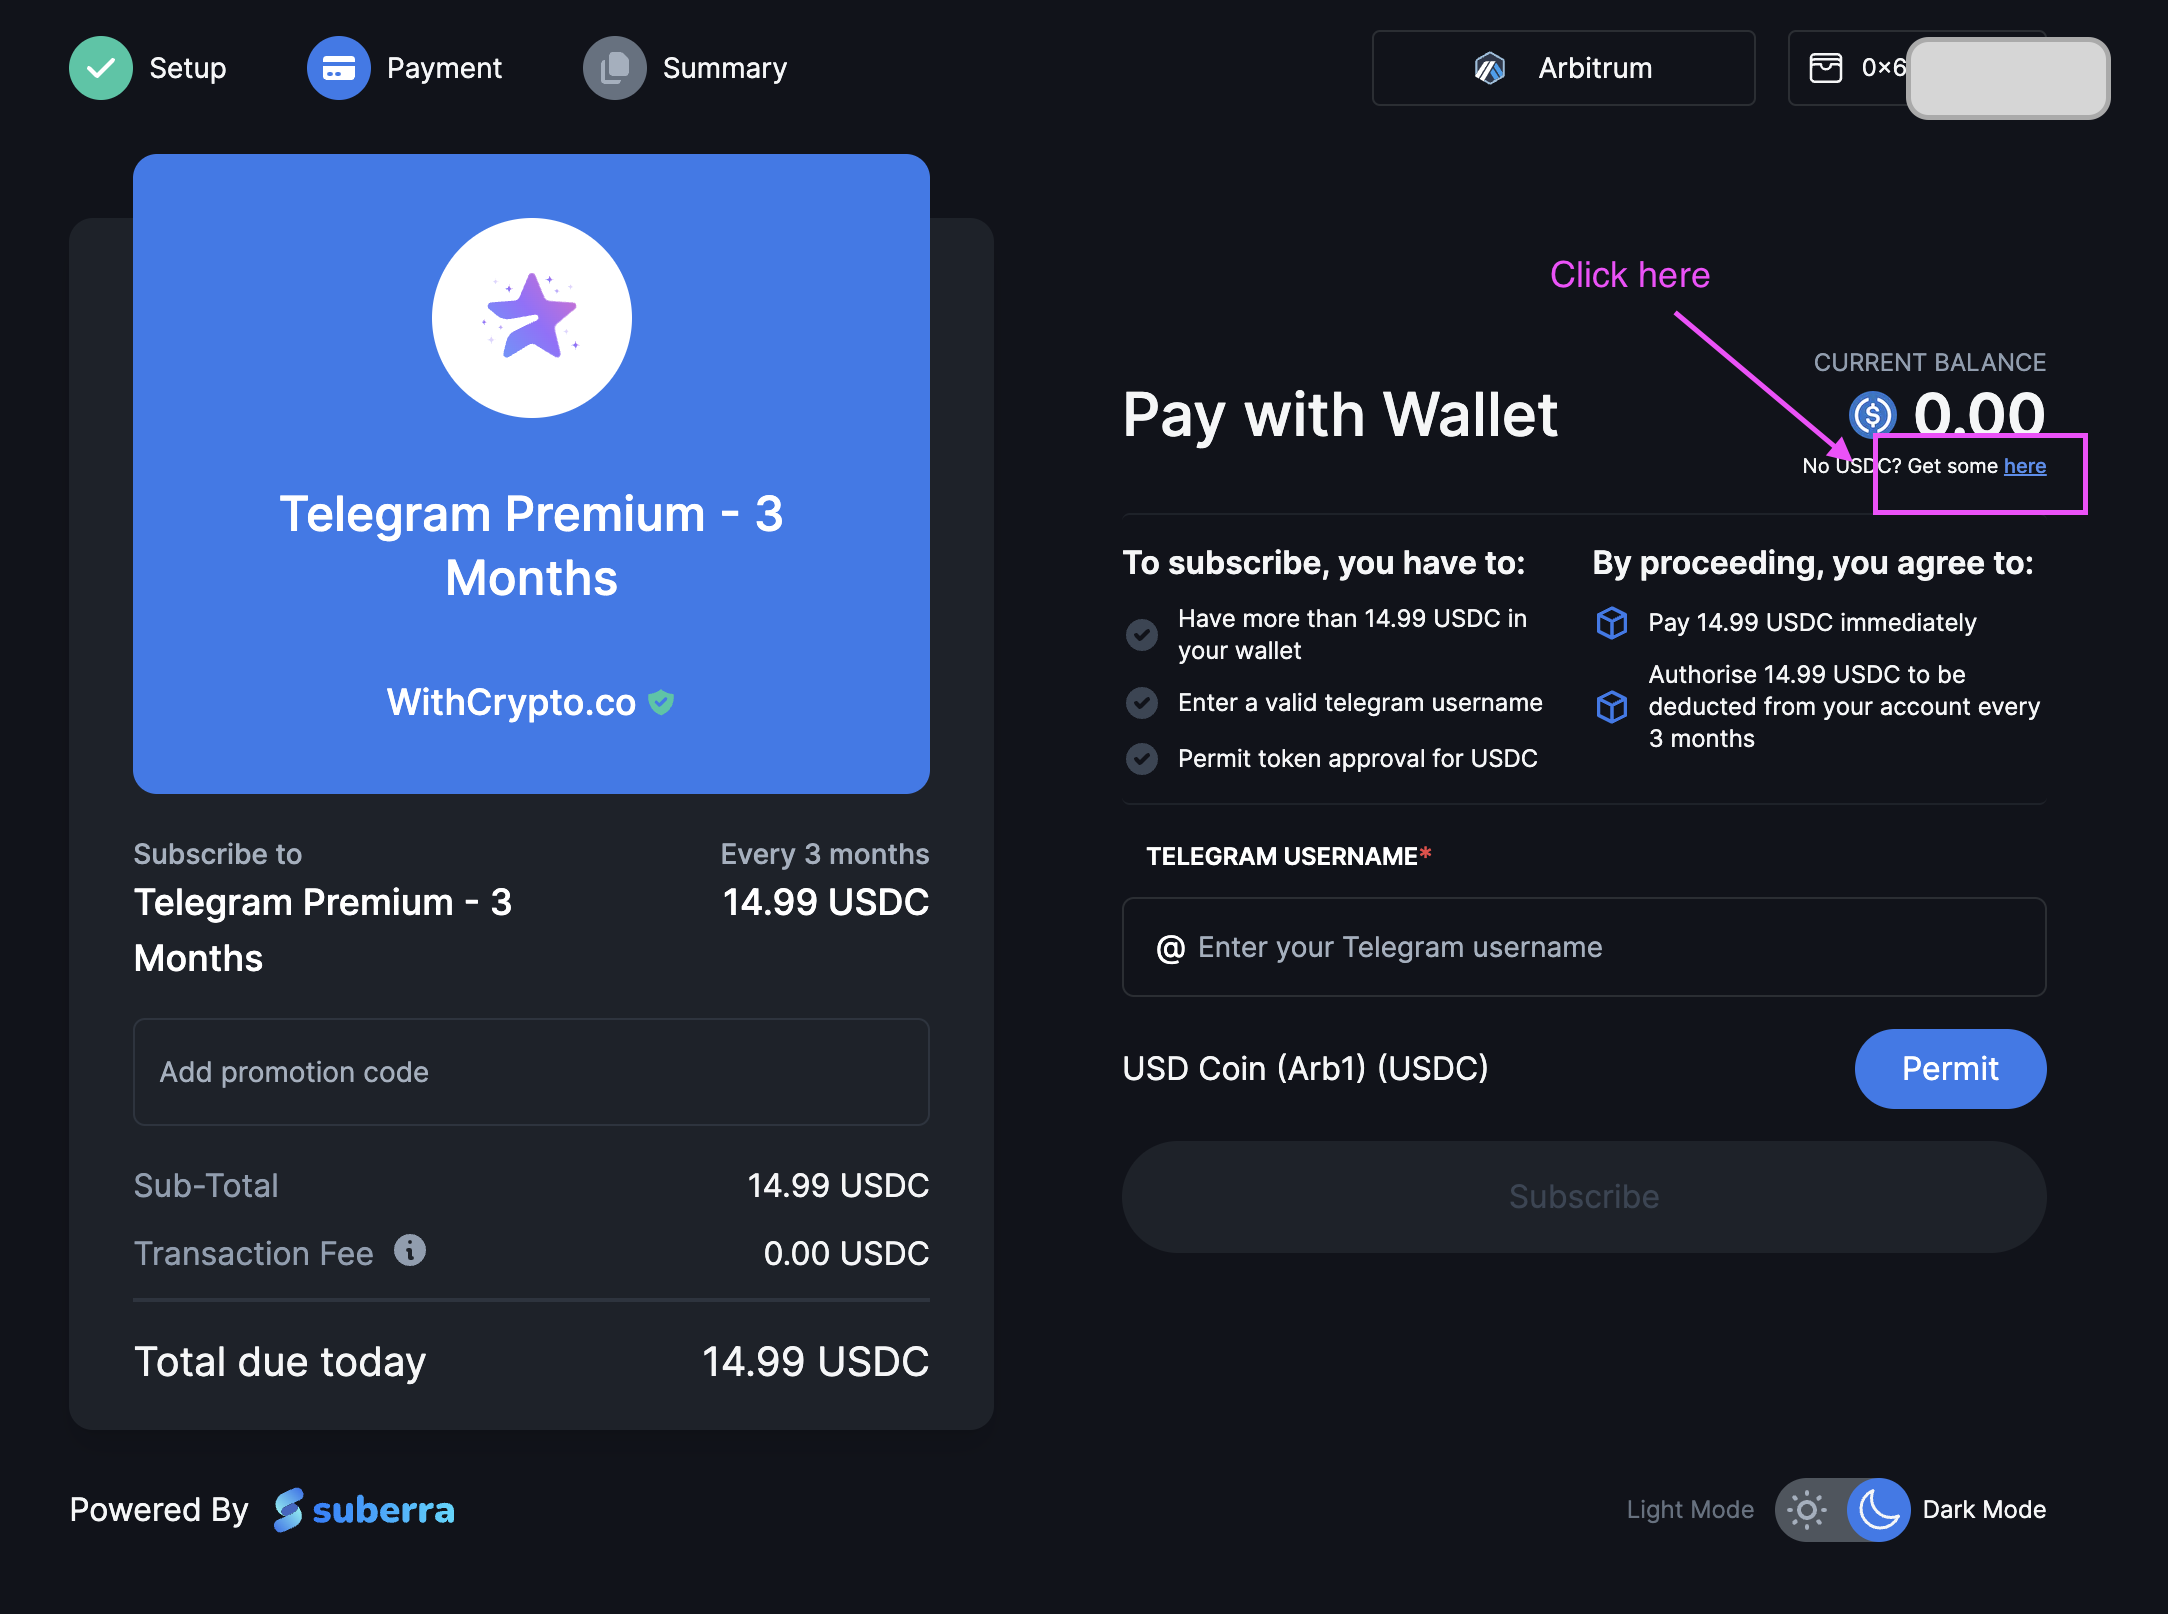 Setup
Payment
Summary
Arbitrum
0×6
Telegram Premium - 3
Months
WithCrypto.co
Subscribe to
Every 3 months
Telegram Premium - 3
Months
14.99 USDC
Add promotion code
Sub-Total
14.99 USDC
Transaction Fee
0.00 USDC
Total due today
14.99 USDC
Powered By
suberra
Click here
CURRENT BALANCE
Pay with Wallet
0.00
No USDC? Get some here
To subscribe, you have to:
Have more than 14.99 USDC in
your wallet
Enter a valid telegram username
Permit token approval for USDC
By proceeding, you agree to:
Pay 14.99 USDC immediately
Authorise 14.99 USDC to be
deducted from your account every
3 months
TELEGRAM USERNAME*
@ Enter your Telegram username
USD Coin (Arb1) (USDC)
Permit
Subscribe
Light Mode
Dark Mode